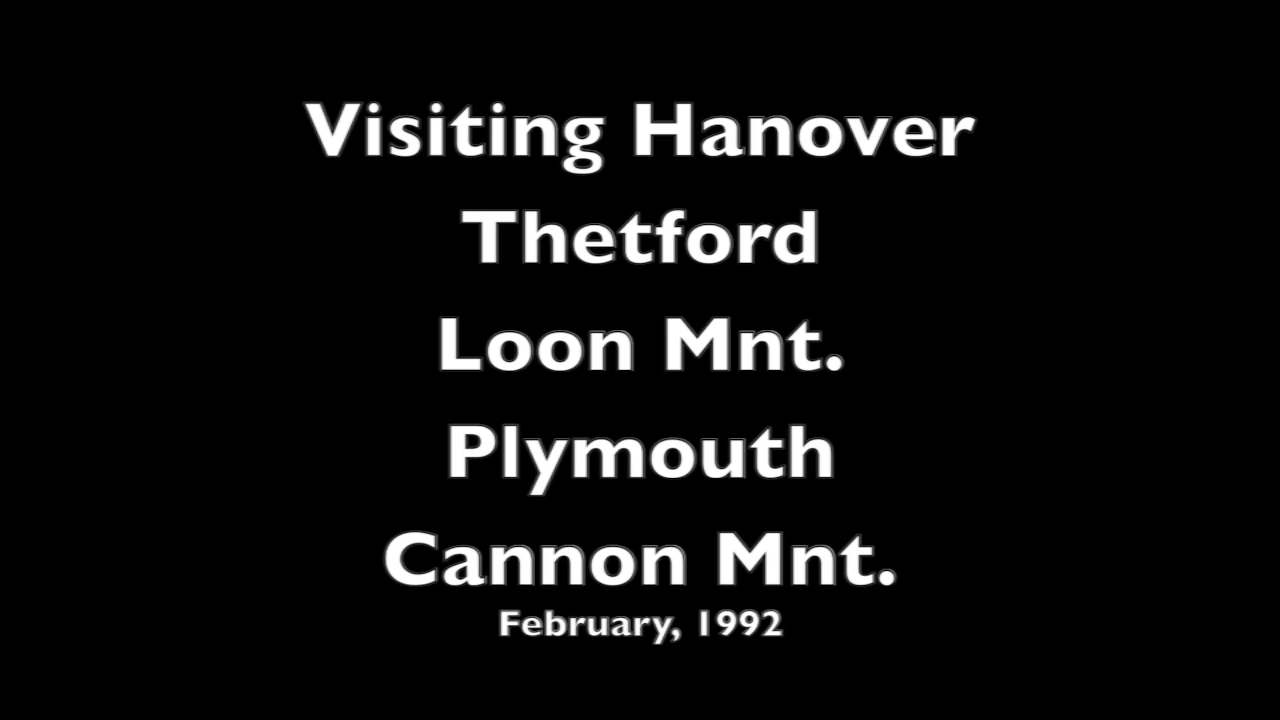 Visiting Hanover
Thetford
Loon Mnt.
Plymouth
Cannon Mnt.
February, 1992